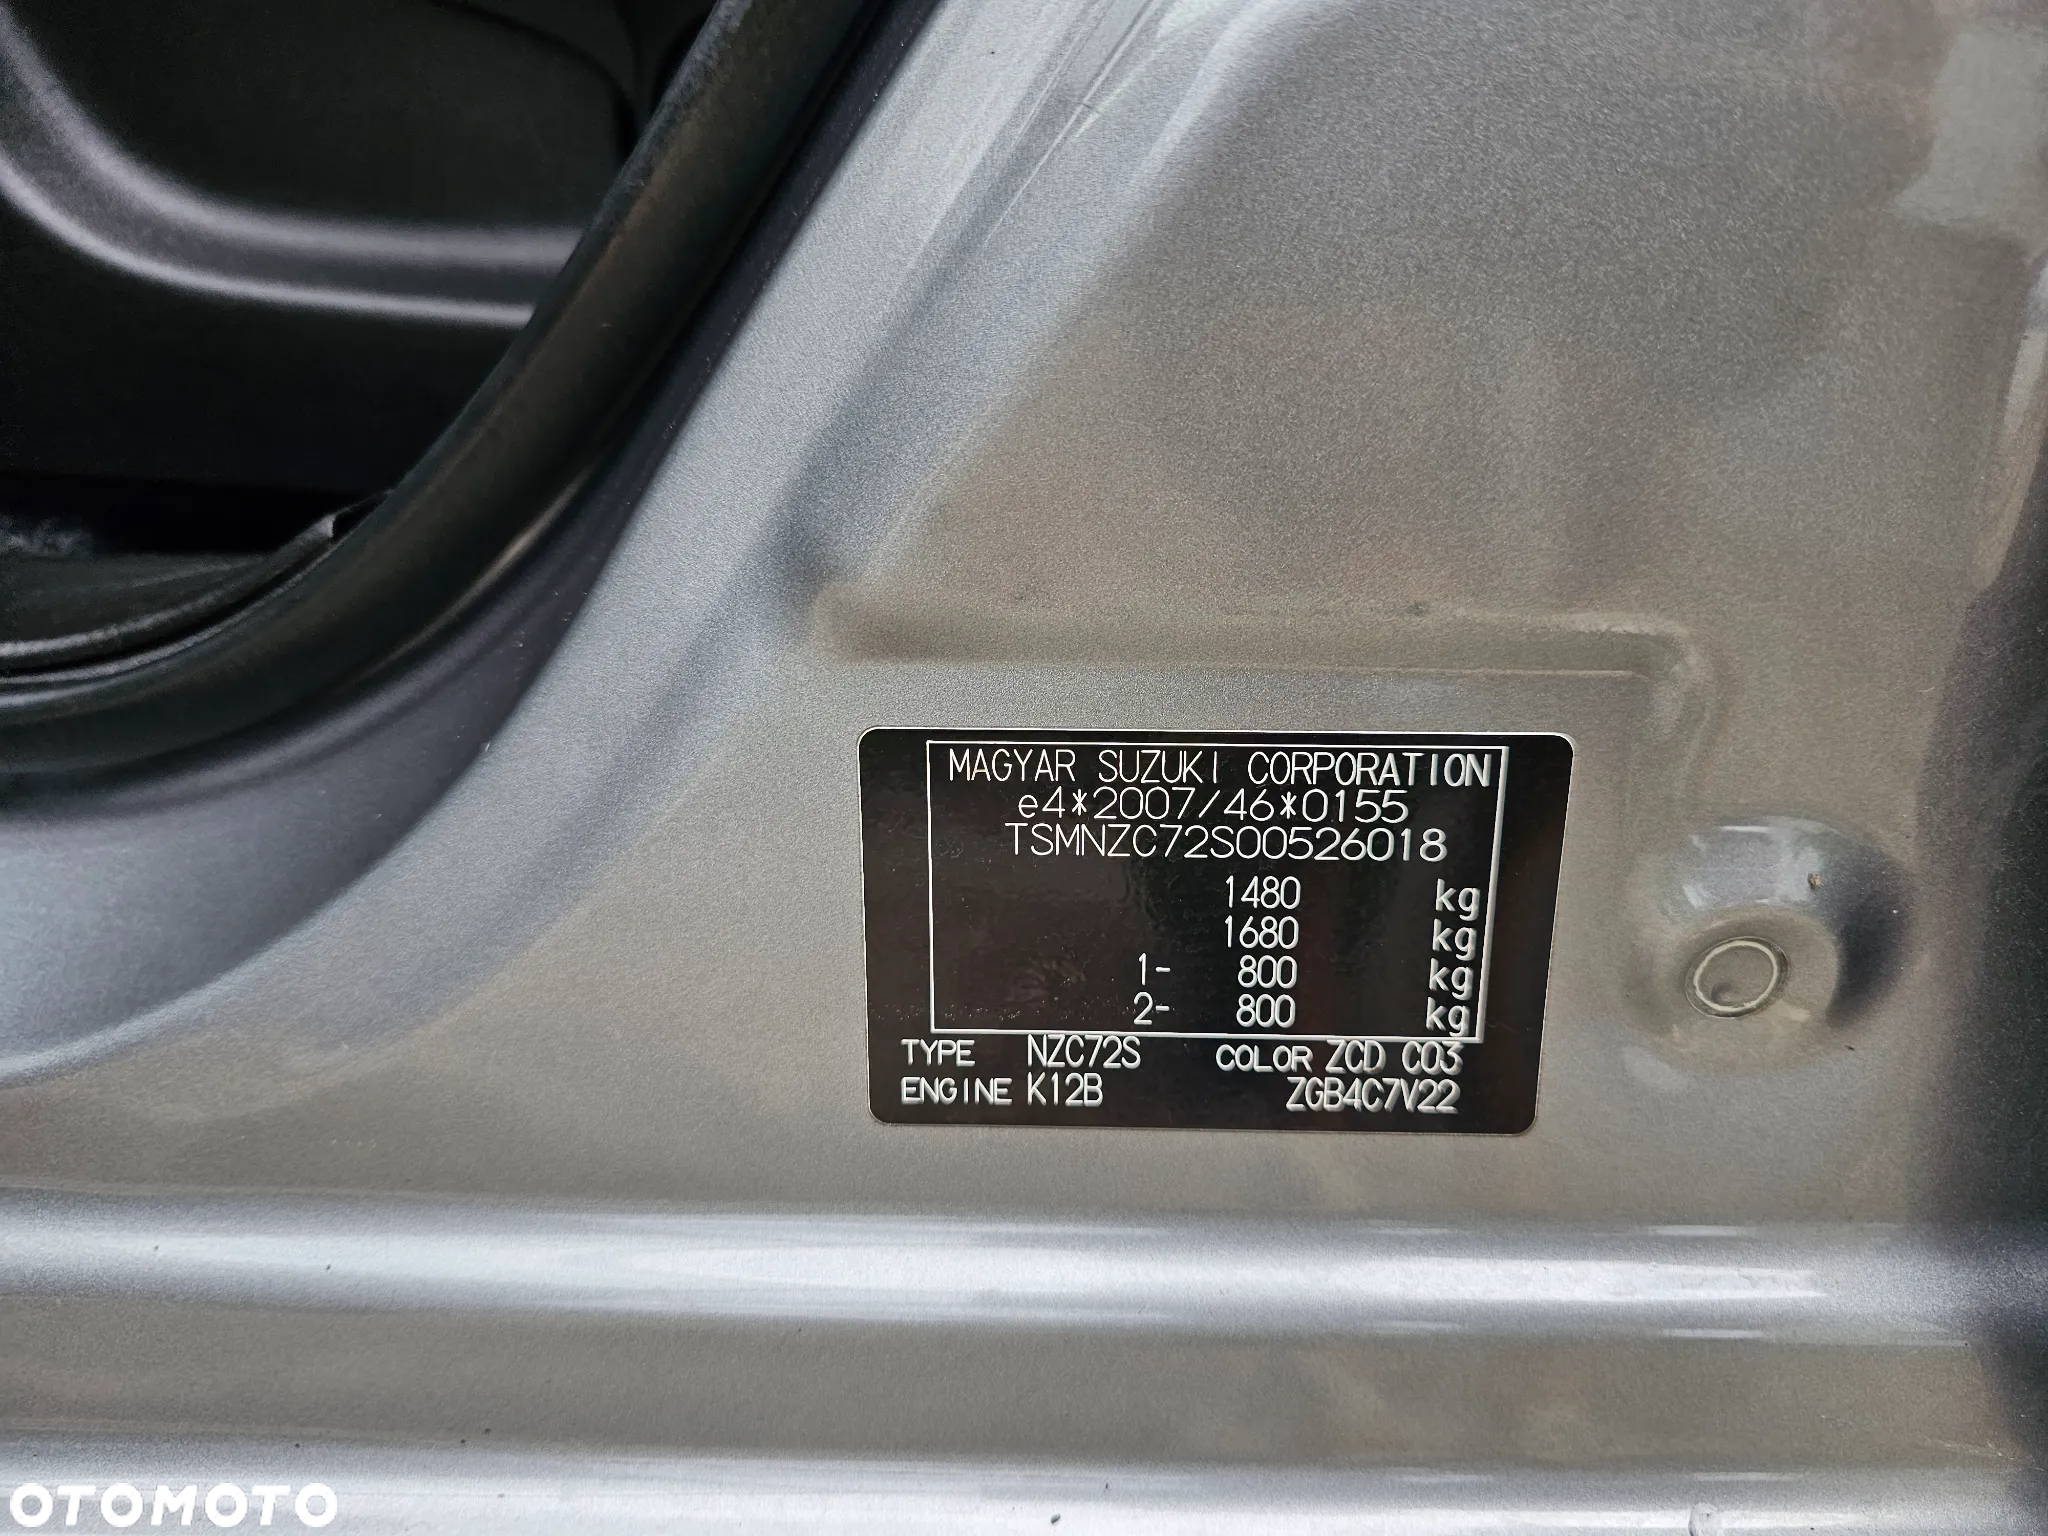 MAGYAR SUZUKI CORPORATION
e4*2007/46*0155
TSMNZC72S00526018
1480 kg
1680 kg
1- 800 kg
2- 800 kg
TYPE NZC72S COLOR ZCD C03
ENGINE K12B ZGB4C7V22
OTOMOTO